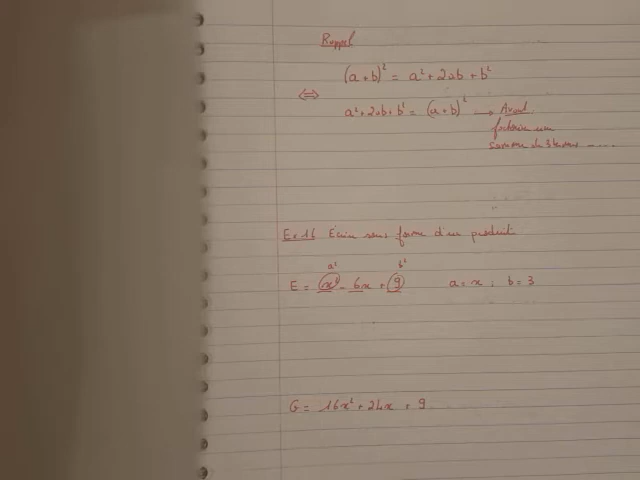 Rappel
(a + b)² = a² + 2ab + b²
⇔
a² + 2ab + b² = (a + b)² → Avant
factoriser une
somme de 3 termes .....
Ex 16 Écrire sous forme d'un produit
a² b²
E = x² - 6x + 9 a = x ; b = 3
G = 16x² + 24x + 9